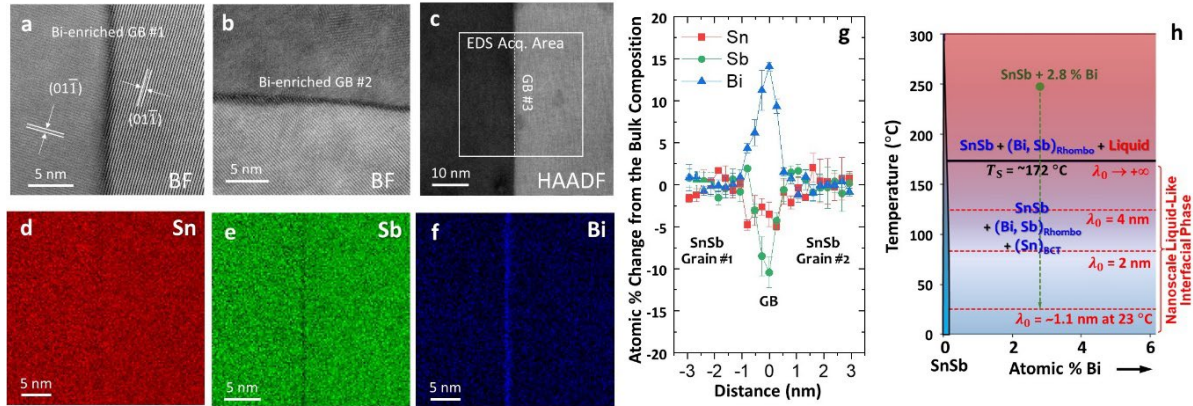 a
Bi-enriched GB #1
(011̄)
(011̄)
5 nm
BF
b
Bi-enriched GB #2
5 nm
BF
c
EDS Acq. Area
GB #3
10 nm
HAADF
d
Sn
5 nm
e
Sb
5 nm
f
Bi
5 nm
g
Atomic % Change from the Bulk Composition
20
15
10
5
0
-5
-10
-15
-20
Sn
Sb
Bi
SnSb
Grain #1
SnSb
Grain #2
GB
-3 -2 -1 0 1 2 3
Distance (nm)
h
Temperature (°C)
300
250
200
150
100
50
0
SnSb + 2.8 % Bi
SnSb + (Bi, Sb)Rhombo + Liquid
TS = ~172 °C
λ0 → +∞
SnSb
+ (Bi, Sb)Rhombo
+ (Sn)BCT
λ0 = 4 nm
λ0 = 2 nm
λ0 = ~1.1 nm at 23 °C
Nanoscale Liquid-Like
Interfacial Phase
0 2 4 6
SnSb
Atomic % Bi →